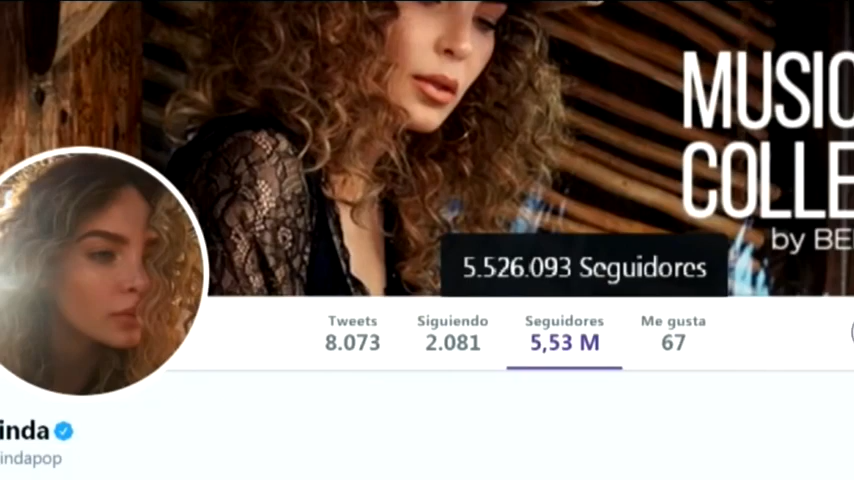 MUSIC
COLLE
by BE
5.526.093 Seguidores
Tweets Siguiendo Seguidores Me gusta
8.073 2.081 5,53 M 67
inda
indapop